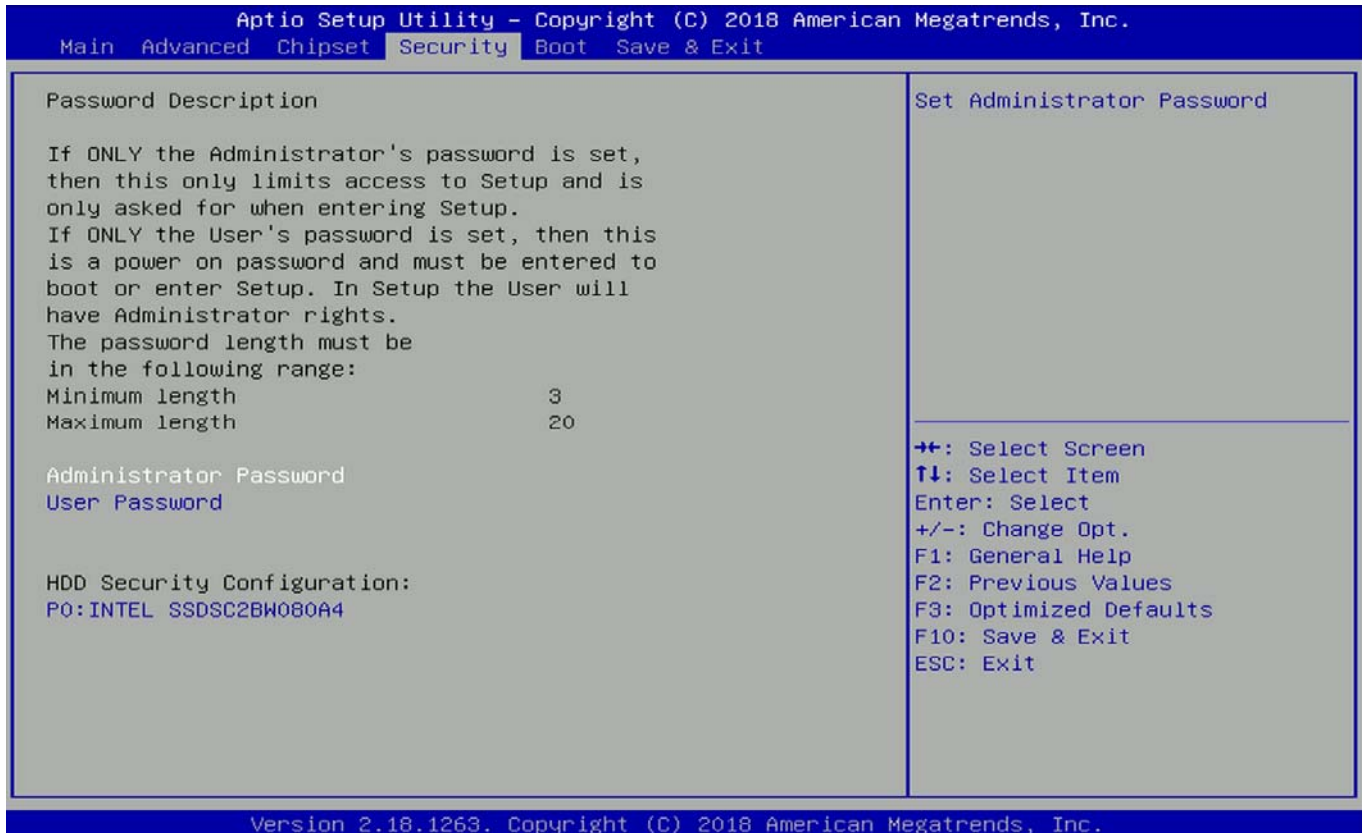 Aptio Setup Utility – Copyright (C) 2018 American Megatrends, Inc.
Main Advanced Chipset Security Boot Save & Exit
Password Description
If ONLY the Administrator's password is set,
then this only limits access to Setup and is
only asked for when entering Setup.
If ONLY the User's password is set, then this
is a power on password and must be entered to
boot or enter Setup. In Setup the User will
have Administrator rights.
The password length must be
in the following range:
Minimum length 3
Maximum length 20
Administrator Password
User Password
HDD Security Configuration:
P0:INTEL SSDSC2BW080A4
Set Administrator Password
→←: Select Screen
↑↓: Select Item
Enter: Select
+/-: Change Opt.
F1: General Help
F2: Previous Values
F3: Optimized Defaults
F10: Save & Exit
ESC: Exit
Version 2.18.1263. Copyright (C) 2018 American Megatrends, Inc.